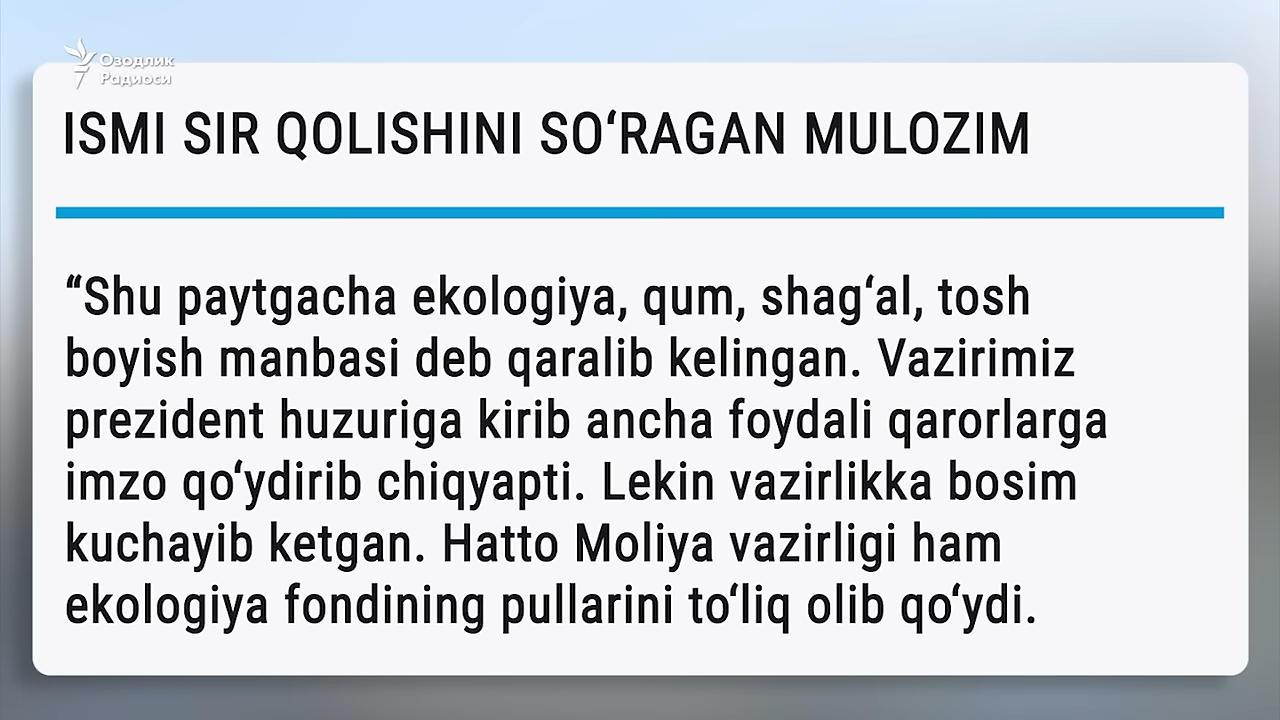 Озодлик
Радиоси
ISMI SIR QOLISHINI SO‘RAGAN MULOZIM
“Shu paytgacha ekologiya, qum, shag‘al, tosh
boyish manbasi deb qaralib kelingan. Vazirimiz
prezident huzuriga kirib ancha foydali qarorlarga
imzo qo‘ydirib chiqyapti. Lekin vazirlikka bosim
kuchayib ketgan. Hatto Moliya vazirligi ham
ekologiya fondining pullarini to‘liq olib qo‘ydi.